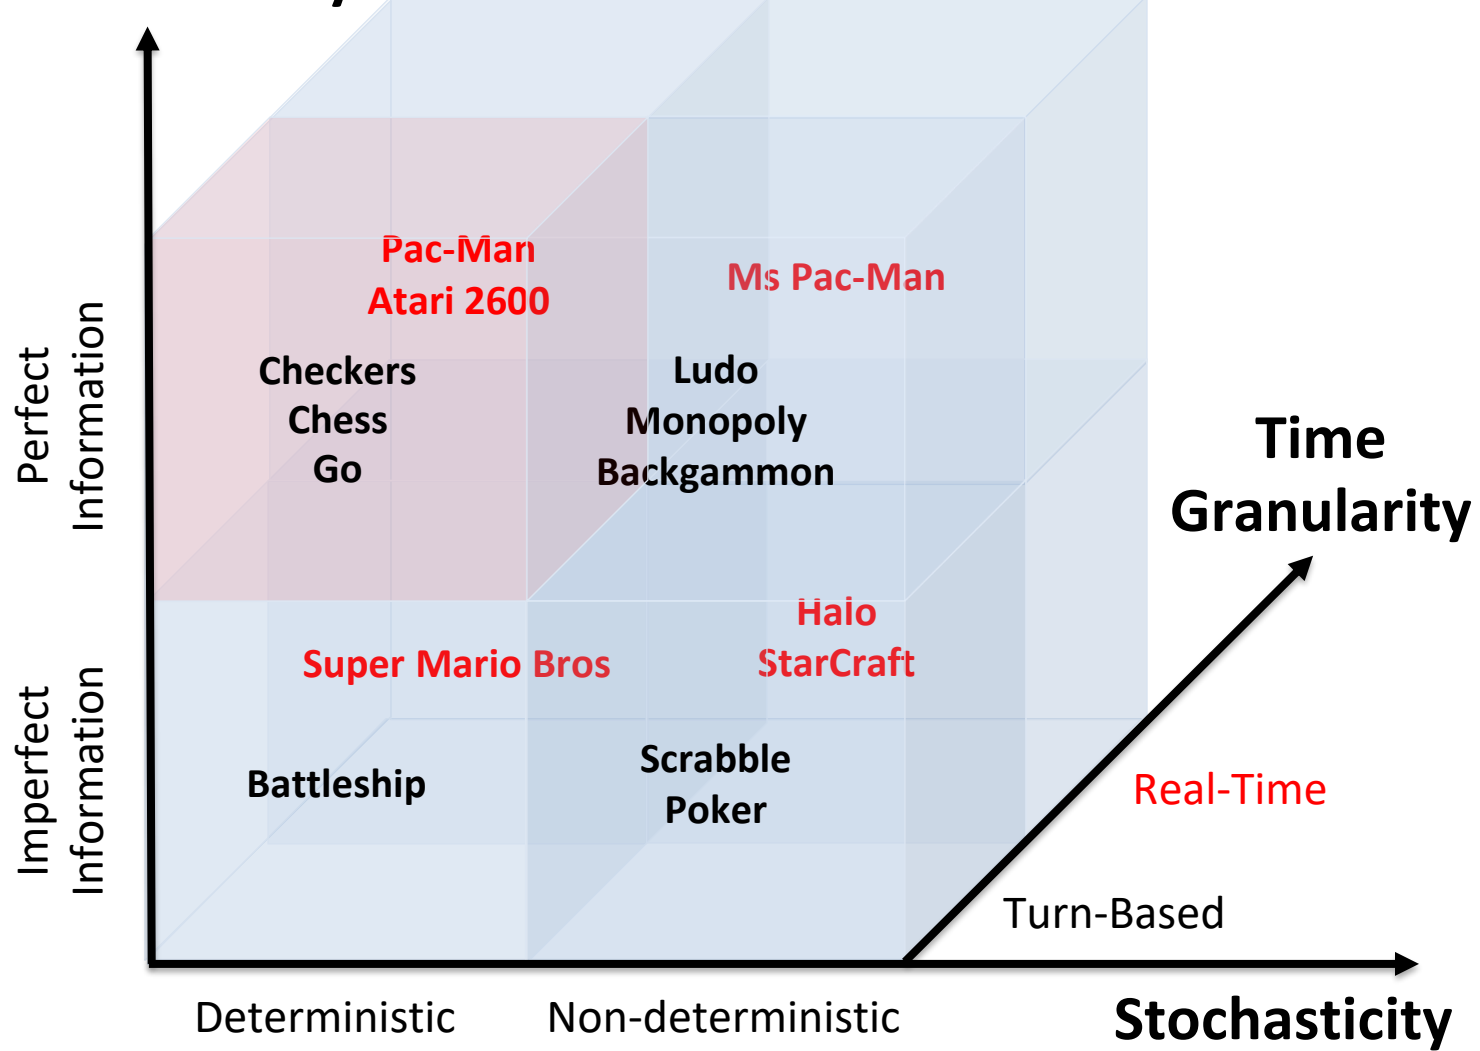 Pac-Man
Atari 2600
Ms Pac-Man
Checkers
Chess
Go
Ludo
Monopoly
Backgammon
Perfect
Information
Time
Granularity
Halo
StarCraft
Super Mario Bros
Imperfect
Information
Battleship
Scrabble
Poker
Real-Time
Turn-Based
Deterministic
Non-deterministic
Stochasticity